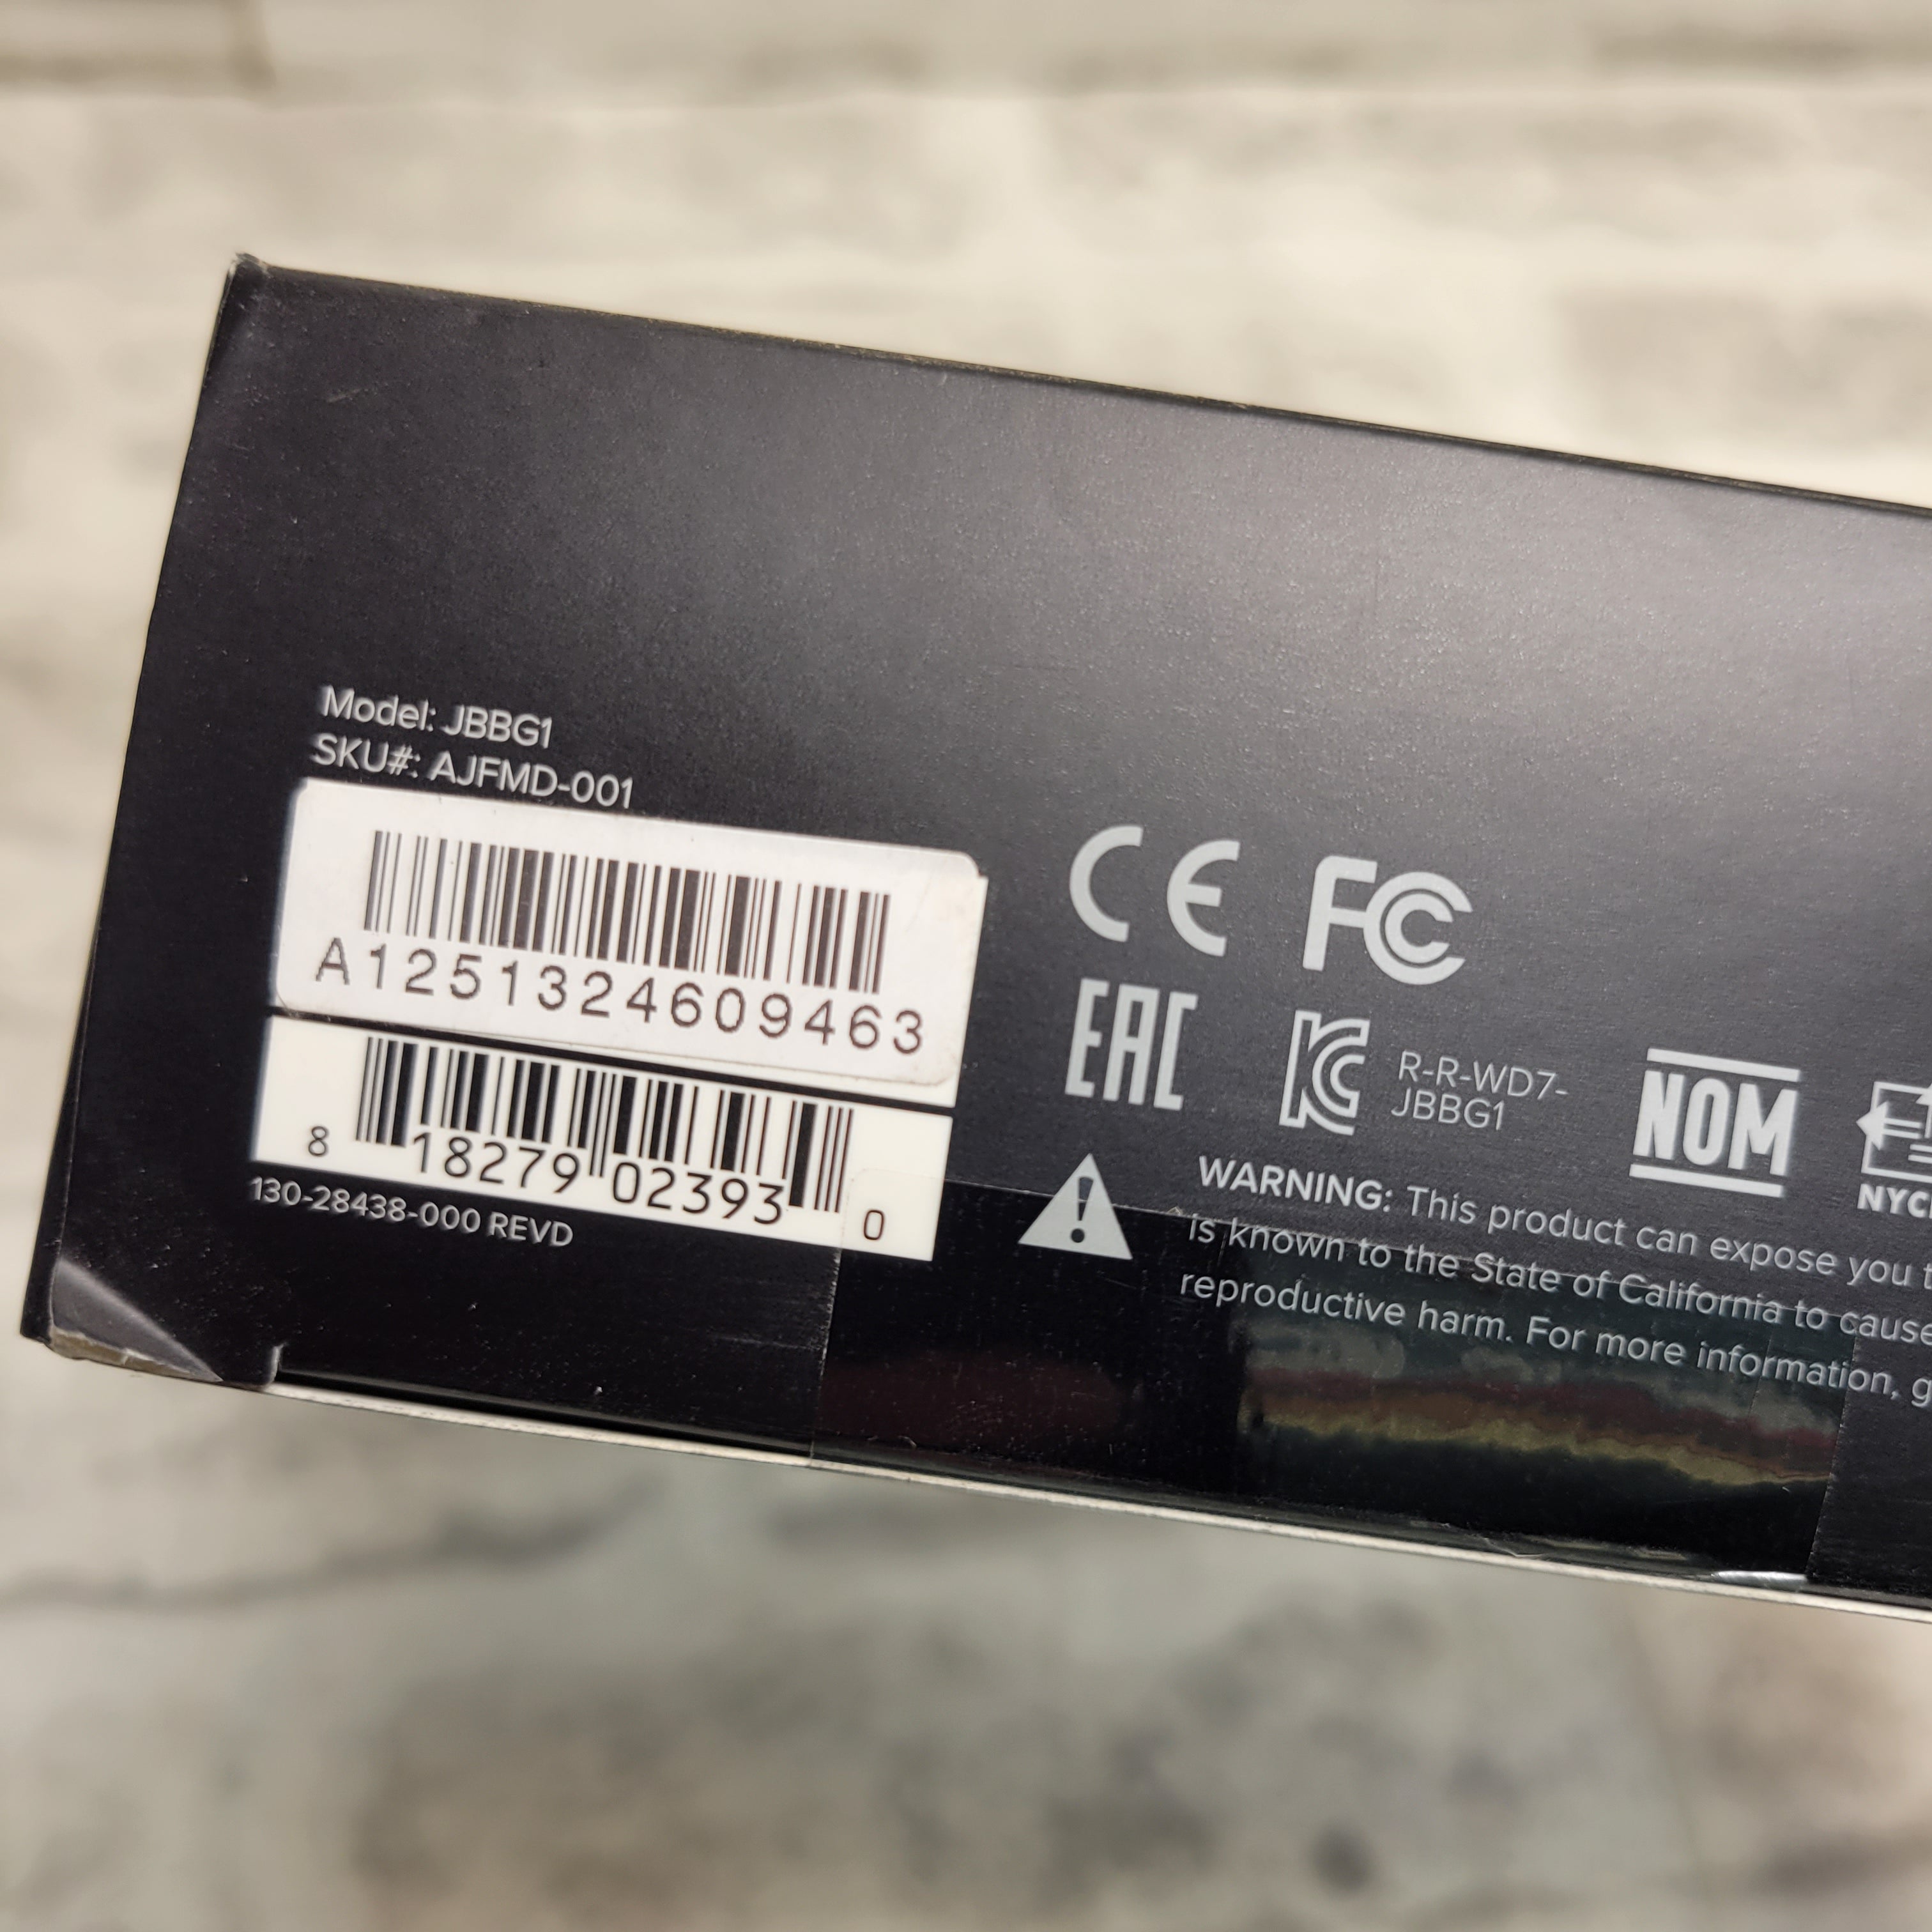 Model: JBBG1
SKU#: AJFMD-001
A1251324609463
8 18279 02393 0
130-28438-000 REVD
CE FC
EAC
R-R-WD7-
JBBG1
NOM
WARNING: This product can expose you
is known to the State of California to cause
reproductive harm. For more information,